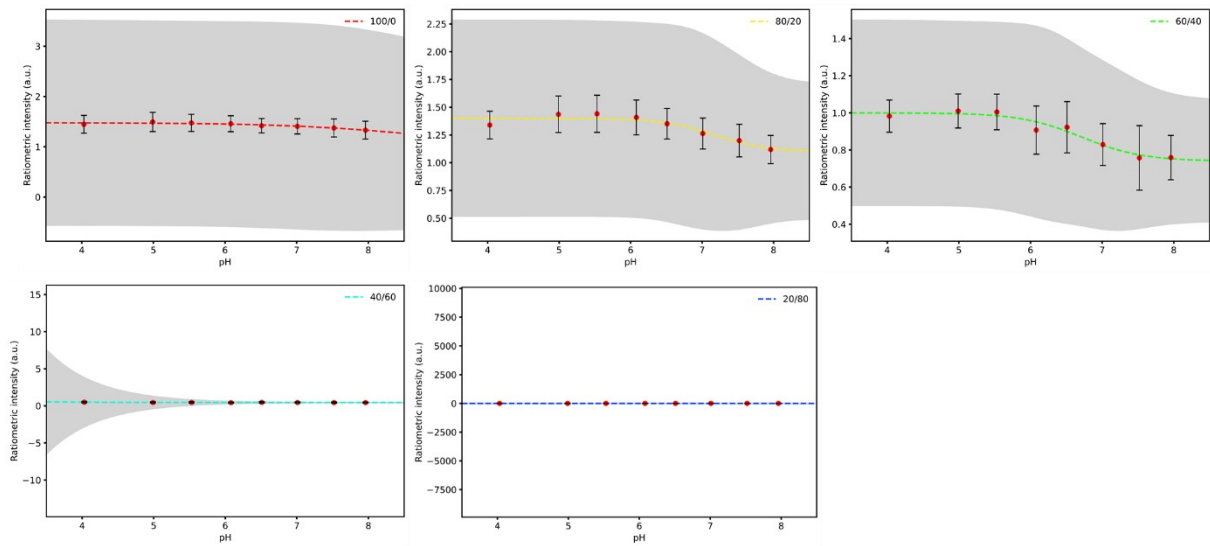 100/0
3
2
1
0
Ratiometric intensity (a.u.)
4 5 6 7 8
pH
80/20
2.25
2.00
1.75
1.50
1.25
1.00
0.75
0.50
Ratiometric intensity (a.u.)
4 5 6 7 8
pH
60/40
1.4
1.2
1.0
0.8
0.6
0.4
Ratiometric intensity (a.u.)
4 5 6 7 8
pH
40/60
15
10
5
0
−5
−10
Ratiometric intensity (a.u.)
4 5 6 7 8
pH
20/80
10000
7500
5000
2500
0
−2500
−5000
−7500
Ratiometric intensity (a.u.)
4 5 6 7 8
pH